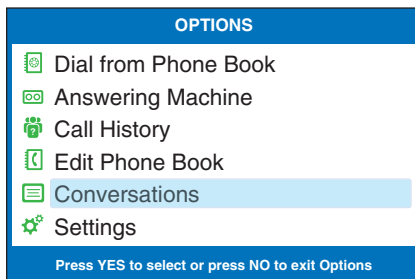 OPTIONS
Dial from Phone Book
Answering Machine
Call History
Edit Phone Book
Conversations
Settings
Press YES to select or press NO to exit Options